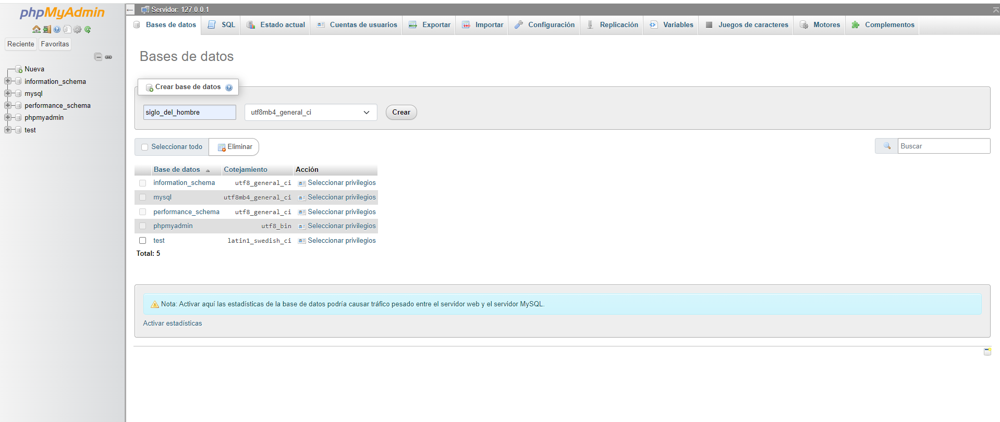 phpMyAdmin
Reciente Favoritas
Nueva
information_schema
mysql
performance_schema
phpmyadmin
test
Servidor: 127.0.0.1
Bases de datos SQL Estado actual Cuentas de usuarios Exportar Importar Configuración Replicación Variables Juegos de caracteres Motores Complementos
Bases de datos
Crear base de datos
siglo_del_hombre utf8mb4_general_ci Crear
Seleccionar todo Eliminar Buscar
Base de datos Cotejamiento Acción
information_schema utf8_general_ci Seleccionar privilegios
mysql utf8mb4_general_ci Seleccionar privilegios
performance_schema utf8_general_ci Seleccionar privilegios
phpmyadmin utf8_bin Seleccionar privilegios
test latin1_swedish_ci Seleccionar privilegios
Total: 5
Nota: Activar aquí las estadísticas de la base de datos podría causar tráfico pesado entre el servidor web y el servidor MySQL.
Activar estadísticas